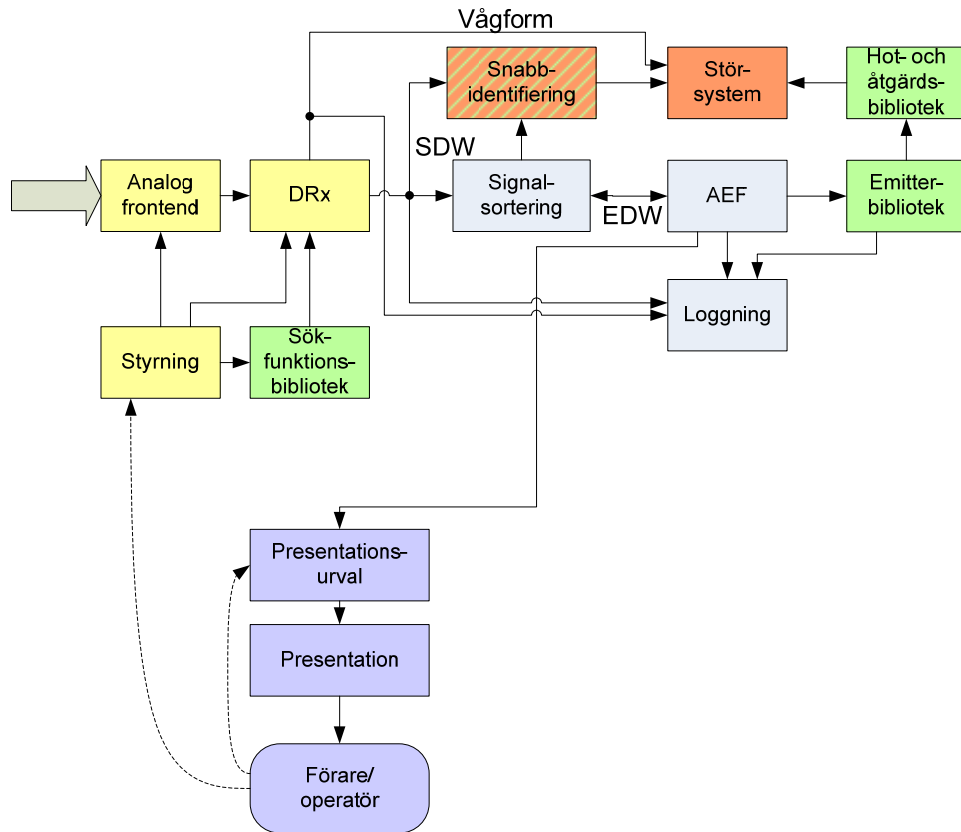 Vågform
Snabb-
identifiering
Stör-
system
Hot- och
åtgärds-
bibliotek
SDW
Analog
frontend
DRx
Signal-
sortering
EDW
AEF
Emitter-
bibliotek
Loggning
Styrning
Sök-
funktions-
bibliotek
Presentations-
urval
Presentation
Förare/
operatör